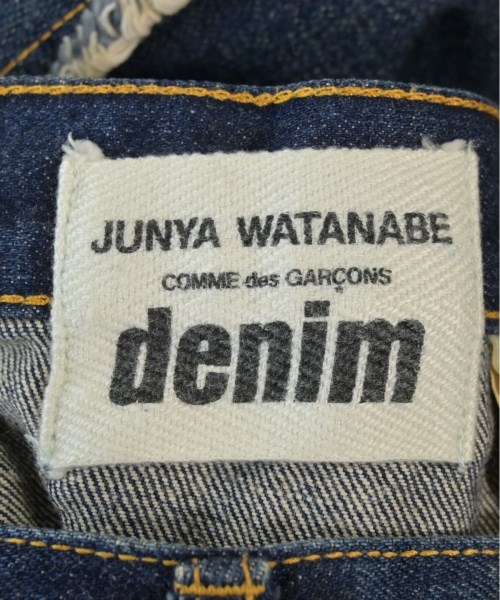 JUNYA WATANABE
COMME des GARÇONS
denim